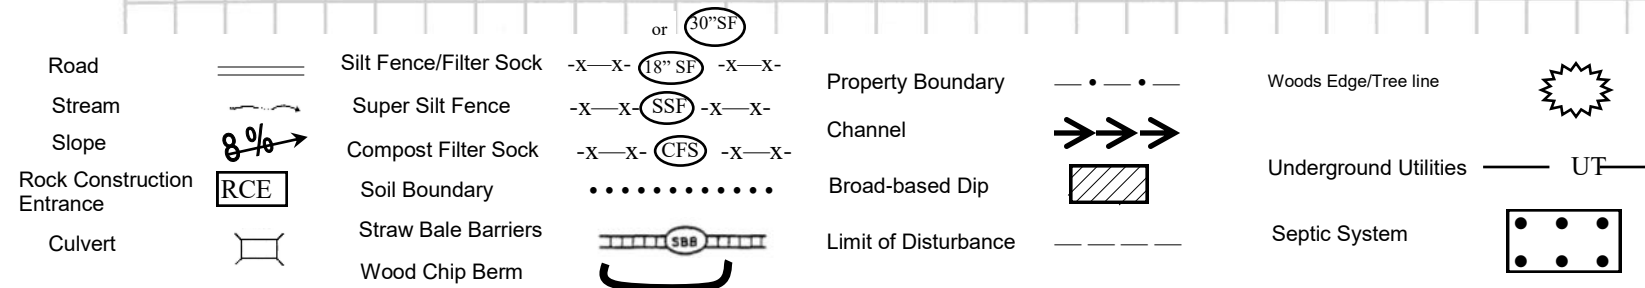 or 30”SF
Road
Silt Fence/Filter Sock -x—x- 18” SF -x—x-
Stream
Super Silt Fence -x—x- SSF -x—x-
Slope 8%
Compost Filter Sock -x—x- CFS -x—x-
Rock Construction
Entrance
RCE
Soil Boundary
Culvert
Straw Bale Barriers SBB
Wood Chip Berm
Property Boundary
Channel
Broad-based Dip
Limit of Disturbance
Woods Edge/Tree line
Underground Utilities UT
Septic System